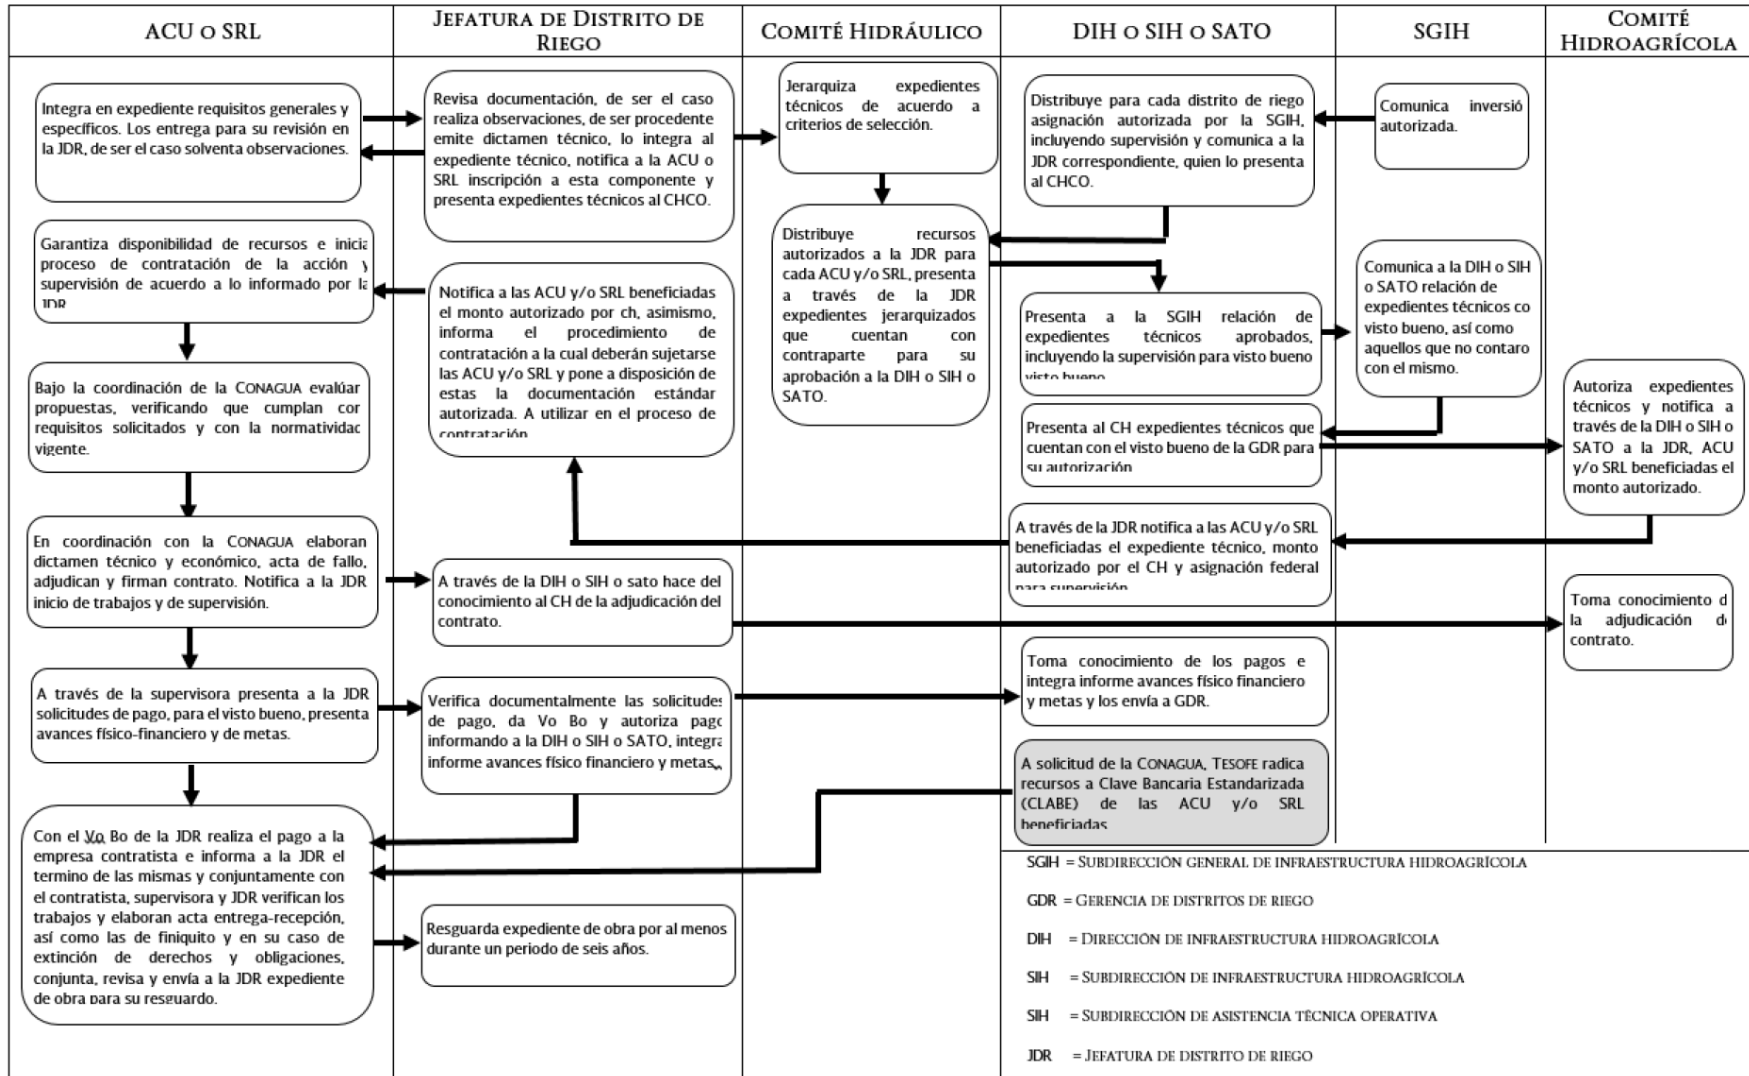 ACU O SRL
JEFATURA DE DISTRITO DE
RIEGO
COMITÉ HIDRÁULICO
DIH O SIH O SATO
SGIH
COMITÉ
HIDROAGRÍCOLA
Integra en expediente requisitos generales y
específicos. Los entrega para su revisión en
la JDR, de ser el caso solventa observaciones.
Revisa documentación, de ser el caso
realiza observaciones, de ser procedente
emite dictamen técnico, lo integra al
expediente técnico, notifica a la ACU o
SRL inscripción a esta componente y
presenta expedientes técnicos al CHCO.
Jerarquiza expedientes
técnicos de acuerdo a
criterios de selección.
Distribuye para cada distrito de riego
asignación autorizada por la SGIH,
incluyendo supervisión y comunica a la
JDR correspondiente, quien lo presenta
al CHCO.
Comunica inversió
autorizada.
Garantiza disponibilidad de recursos e inicia
proceso de contratación de la acción y
supervisión de acuerdo a lo informado por la
JDR
Notifica a las ACU y/o SRL beneficiadas
el monto autorizado por ch, asimismo,
informa el procedimiento de
contratación a la cual deberán sujetarse
las ACU y/o SRL y pone a disposición de
estas la documentación estándar
autorizada. A utilizar en el proceso de
contratación
Distribuye recursos
autorizados a la JDR para
cada ACU y/o SRL, presenta
a través de la JDR
expedientes jerarquizados
que cuentan con
contraparte para su
aprobación a la DIH o SIH o
SATO.
Presenta a la SGIH relación de
expedientes técnicos aprobados,
incluyendo la supervisión para visto bueno
visto bueno
Comunica a la DIH o SIH
o SATO relación de
expedientes técnicos co
visto bueno, así como
aquellos que no contaro
con el mismo.
Bajo la coordinación de la CONAGUA evalúar
propuestas, verificando que cumplan cor
requisitos solicitados y con la normatividac
vigente.
Presenta al CH expedientes técnicos que
cuentan con el visto bueno de la GDR para
su autorización
Autoriza expedientes
técnicos y notifica a
través de la DIH o SIH o
SATO a la JDR, ACU
y/o SRL beneficiadas el
monto autorizado.
En coordinación con la CONAGUA elaboran
dictamen técnico y económico, acta de fallo,
adjudican y firman contrato. Notifica a la JDR
inicio de trabajos y de supervisión.
A través de la JDR notifica a las ACU y/o SRL
beneficiadas el expediente técnico, monto
autorizado por el CH y asignación federal
para supervisión
A través de la DIH o SIH o sato hace del
conocimiento al CH de la adjudicación del
contrato.
Toma conocimiento d
la adjudicación de
contrato.
A través de la supervisora presenta a la JDR
solicitudes de pago, para el visto bueno, presenta
avances físico-financiero y de metas.
Verifica documentalmente las solicitudes
de pago, da Vo Bo y autoriza pago
informando a la DIH o SIH o SATO, integra
informe avances físico financiero y metas.
Toma conocimiento de los pagos e
integra informe avances físico financiero
y metas y los envía a GDR.
A solicitud de la CONAGUA, TESOFE radica
recursos a Clave Bancaria Estandarizada
(CLABE) de las ACU y/o SRL
beneficiadas
Con el Vo Bo de la JDR realiza el pago a la
empresa contratista e informa a la JDR el
termino de las mismas y conjuntamente con
el contratista, supervisora y JDR verifican los
trabajos y elaboran acta entrega-recepción,
así como las de finiquito y en su caso de
extinción de derechos y obligaciones,
conjunta, revisa y envía a la JDR expediente
de obra para su resguardo.
Resguarda expediente de obra por al menos
durante un periodo de seis años.
SGIH = SUBDIRECCIÓN GENERAL DE INFRAESTRUCTURA HIDROAGRÍCOLA
GDR = GERENCIA DE DISTRITOS DE RIEGO
DIH = DIRECCIÓN DE INFRAESTRUCTURA HIDROAGRÍCOLA
SIH = SUBDIRECCIÓN DE INFRAESTRUCTURA HIDROAGRÍCOLA
SIH = SUBDIRECCIÓN DE ASISTENCIA TÉCNICA OPERATIVA
JDR = JEFATURA DE DISTRITO DE RIEGO